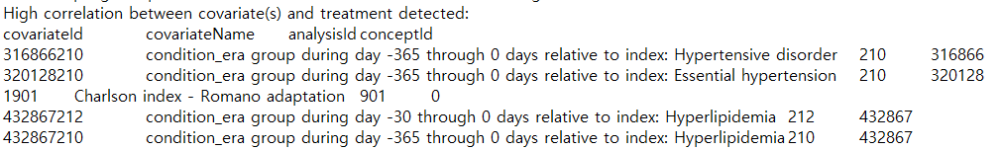 High correlation between covariate(s) and treatment detected:
covariateId covariateName analysisId conceptId
316866210 condition_era group during day -365 through 0 days relative to index: Hypertensive disorder 210 316866
320128210 condition_era group during day -365 through 0 days relative to index: Essential hypertension 210 320128
1901 Charlson index - Romano adaptation 901 0
432867212 condition_era group during day -30 through 0 days relative to index: Hyperlipidemia 212 432867
432867210 condition_era group during day -365 through 0 days relative to index: Hyperlipidemia 210 432867